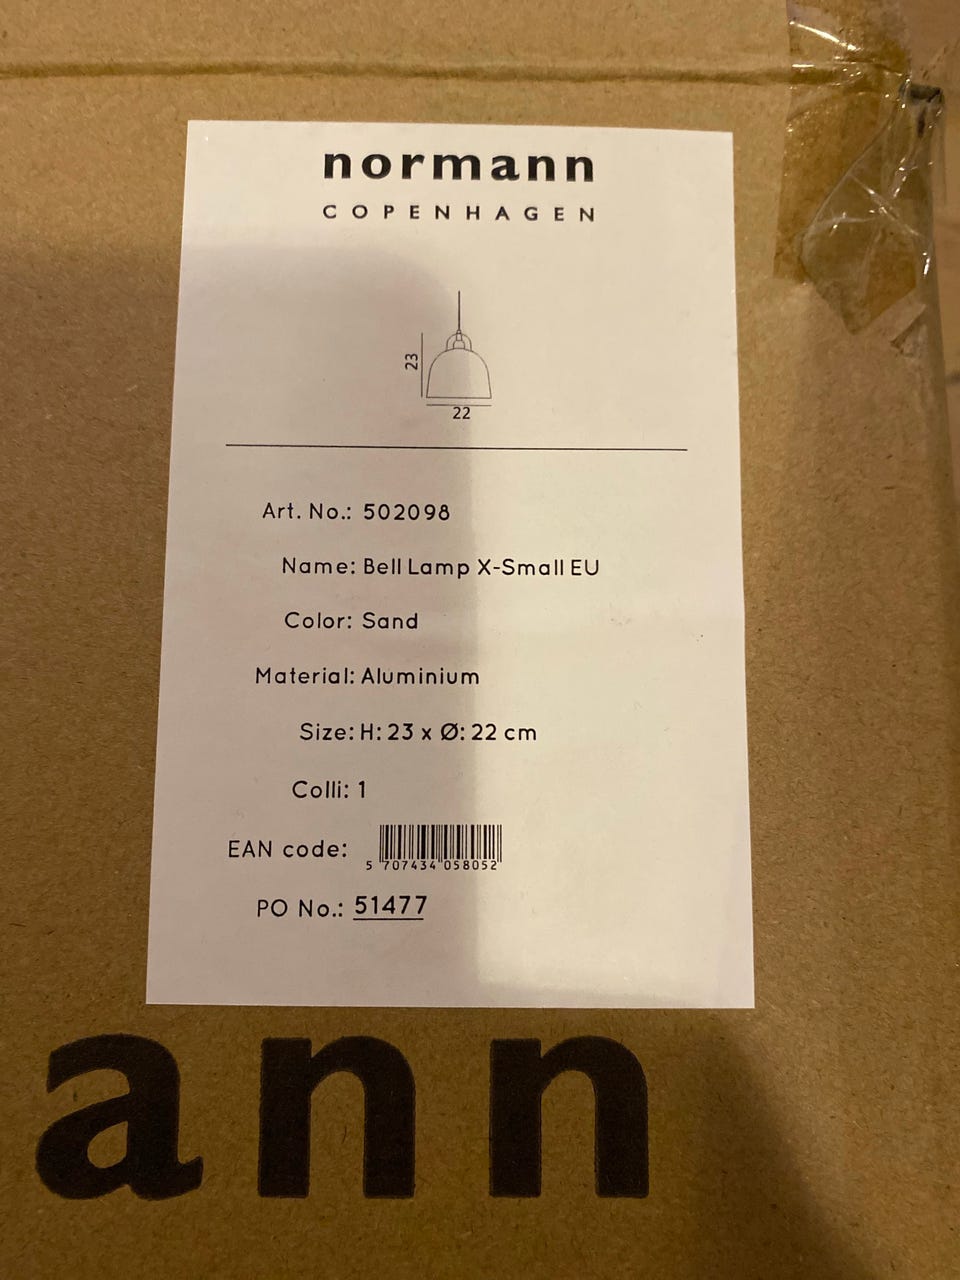 normann
COPENHAGEN
23
22
Art. No.: 502098
Name: Bell Lamp X-Small EU
Color: Sand
Material: Aluminium
Size: H: 23 x Ø: 22 cm
Colli: 1
EAN code: 5 707434 058052
PO No.: 51477
ann